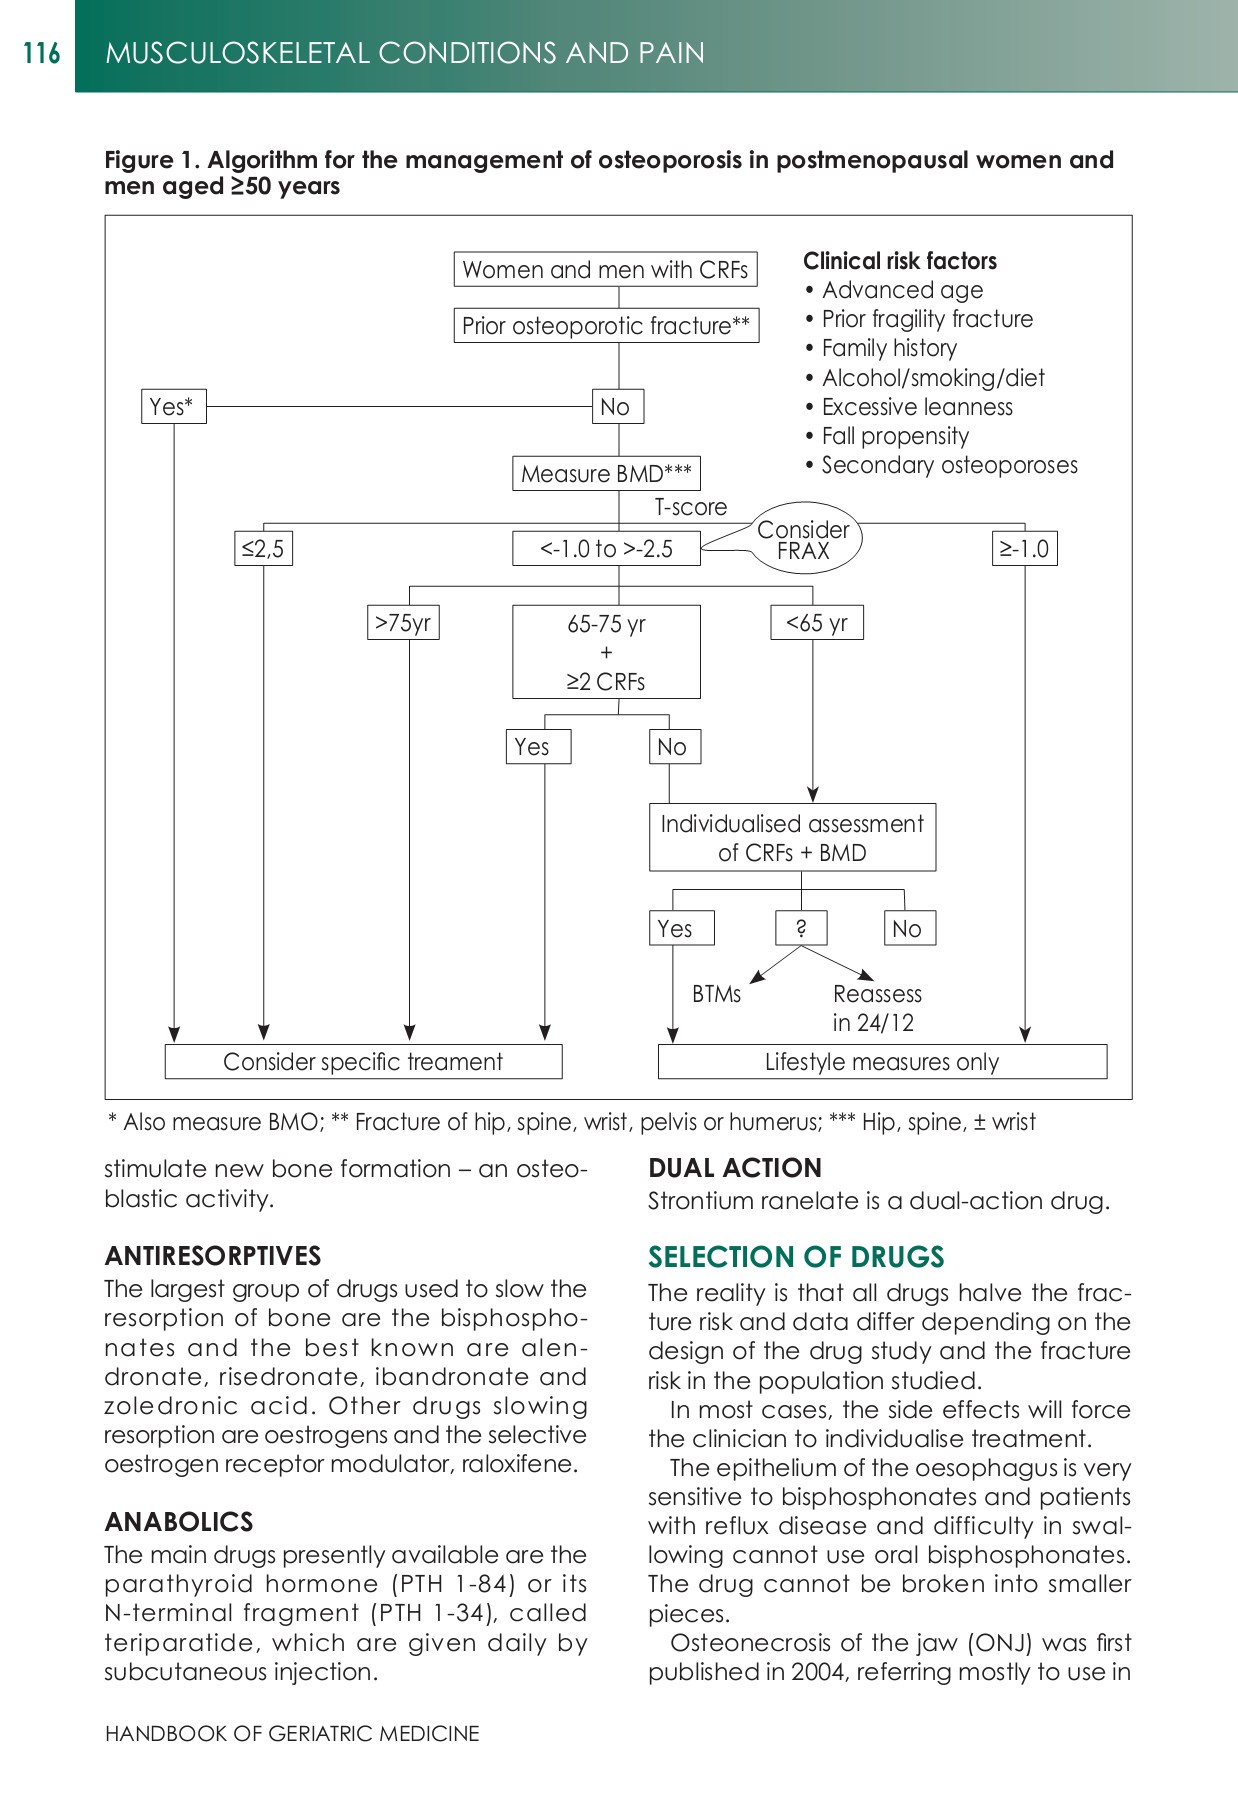 116
MUSCULOSKELETAL CONDITIONS AND PAIN
Figure 1. Algorithm for the management of osteoporosis in postmenopausal women and
men aged ≥50 years
Women and men with CRFs
Prior osteoporotic fracture**
Clinical risk factors
• Advanced age
• Prior fragility fracture
• Family history
• Alcohol/smoking/diet
• Excessive leanness
• Fall propensity
• Secondary osteoporoses
Yes*
No
Measure BMD***
T-score
Consider
FRAX
≤2,5
<-1.0 to >-2.5
≥-1.0
>75yr
65-75 yr
+
≥2 CRFs
<65 yr
Yes
No
Individualised assessment
of CRFs + BMD
Yes
?
No
BTMs
Reassess
in 24/12
Consider specific treament
Lifestyle measures only
* Also measure BMO; ** Fracture of hip, spine, wrist, pelvis or humerus; *** Hip, spine, ± wrist
stimulate new bone formation – an osteo-
blastic activity.
ANTIRESORPTIVES
The largest group of drugs used to slow the
resorption of bone are the bisphospho-
nates and the best known are alen-
dronate, risedronate, ibandronate and
zoledronic acid. Other drugs slowing
resorption are oestrogens and the selective
oestrogen receptor modulator, raloxifene.
ANABOLICS
The main drugs presently available are the
parathyroid hormone (PTH 1-84) or its
N-terminal fragment (PTH 1-34), called
teriparatide, which are given daily by
subcutaneous injection.
DUAL ACTION
Strontium ranelate is a dual-action drug.
SELECTION OF DRUGS
The reality is that all drugs halve the frac-
ture risk and data differ depending on the
design of the drug study and the fracture
risk in the population studied.
In most cases, the side effects will force
the clinician to individualise treatment.
The epithelium of the oesophagus is very
sensitive to bisphosphonates and patients
with reflux disease and difficulty in swal-
lowing cannot use oral bisphosphonates.
The drug cannot be broken into smaller
pieces.
Osteonecrosis of the jaw (ONJ) was first
published in 2004, referring mostly to use in
HANDBOOK OF GERIATRIC MEDICINE